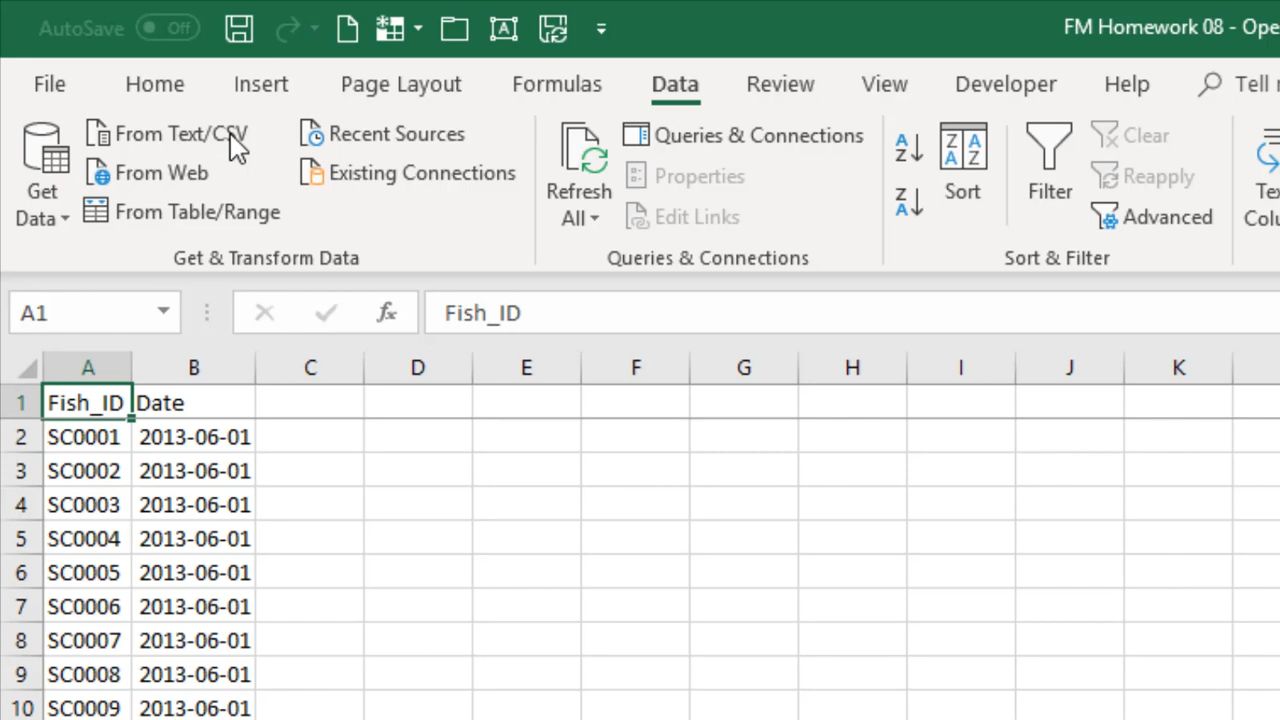 AutoSave Off FM Homework 08 - Ope
File Home Insert Page Layout Formulas Data Review View Developer Help Tell
From Text/CSV Recent Sources Queries & Connections Clear
From Web Existing Connections Properties Reapply
From Table/Range Edit Links Advanced
Get Data
Refresh All
Sort
Filter
Get & Transform Data Queries & Connections Sort & Filter
A1 fx Fish_ID
A B C D E F G H I J K
1 Fish_ID Date
2 SC0001 2013-06-01
3 SC0002 2013-06-01
4 SC0003 2013-06-01
5 SC0004 2013-06-01
6 SC0005 2013-06-01
7 SC0006 2013-06-01
8 SC0007 2013-06-01
9 SC0008 2013-06-01
10 SC0009 2013-06-01